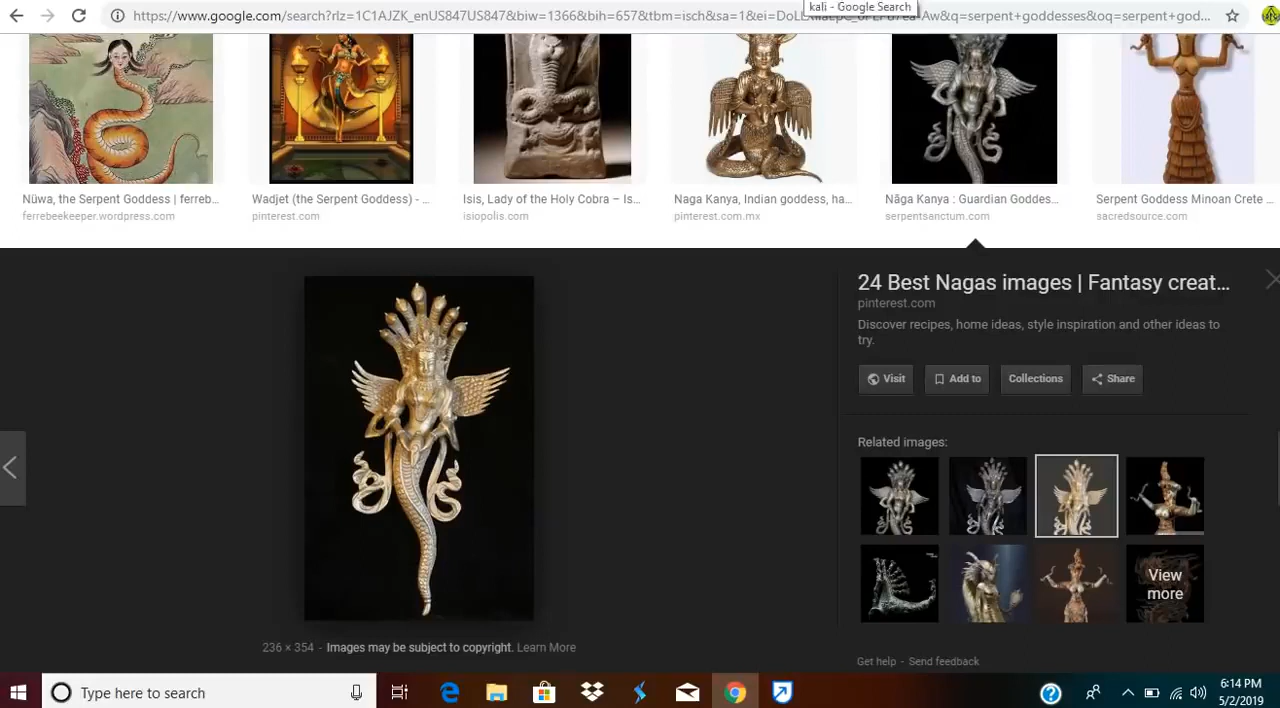 kali - Google Search
https://www.google.com/search?rlz=1C1AJZK_enUS847US847&biw=1366&bih=657&tbm=isch&sa=1&ei= &q=serpent+goddesses&oq=serpent+god...
Nüwa, the Serpent Goddess | ferreb...
ferrebeekeeper.wordpress.com
Wadjet (the Serpent Goddess) - ...
pinterest.com
Isis, Lady of the Holy Cobra – Is...
isiopolis.com
Naga Kanya, Indian goddess, ha...
pinterest.com.mx
Nāga Kanya : Guardian Goddes...
serpentsanctum.com
Serpent Goddess Minoan Crete ...
sacredsource.com
24 Best Nagas images | Fantasy creat...
pinterest.com
Discover recipes, home ideas, style inspiration and other ideas to
try.
Visit
Add to
Collections
Share
Related images:
View
more
236 × 354 - Images may be subject to copyright. Learn More
Get help - Send feedback
Type here to search
6:14 PM
5/2/2019